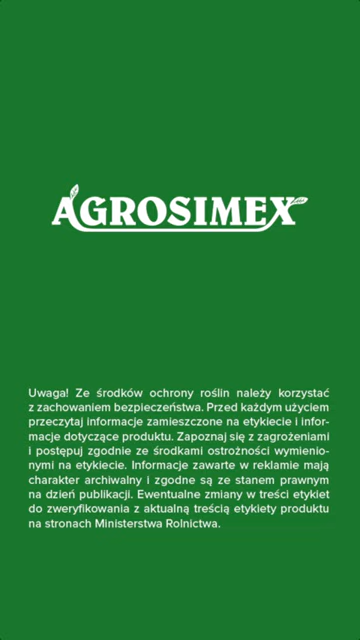 AGROSIMEX
Uwaga! Ze środków ochrony roślin należy korzystać
z zachowaniem bezpieczeństwa. Przed każdym użyciem
przeczytaj informacje zamieszczone na etykiecie i infor-
macje dotyczące produktu. Zapoznaj się z zagrożeniami
i postępuj zgodnie ze środkami ostrożności wymienio-
nymi na etykiecie. Informacje zawarte w reklamie mają
charakter archiwalny i zgodne są ze stanem prawnym
na dzień publikacji. Ewentualne zmiany w treści etykiet
do zweryfikowania z aktualną treścią etykiety produktu
na stronach Ministerstwa Rolnictwa.